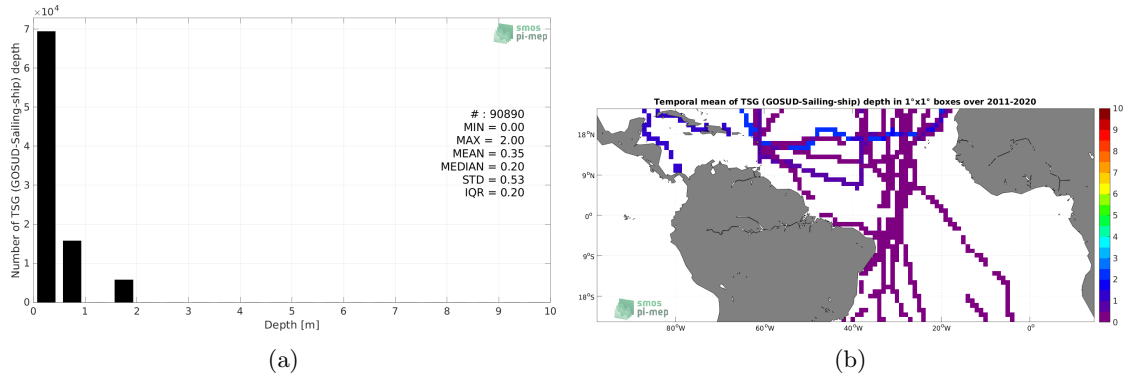 ×10⁴
smos
pi-mep
Number of TSG (GOSUD-Sailing-ship) depth
7
6
5
4
3
2
1
0
# : 90890
MIN = 0.00
MAX = 2.00
MEAN = 0.35
MEDIAN = 0.20
STD = 0.53
IQR = 0.20
0 1 2 3 4 5 6 7 8 9 10
Depth [m]
(a)
Temporal mean of TSG (GOSUD-Sailing-ship) depth in 1°x1° boxes over 2011-2020
18°N
9°N
0°
9°S
18°S
80°W 60°W 40°W 20°W 0°
10
9
8
7
6
5
4
3
2
1
0
smos
pi-mep
(b)